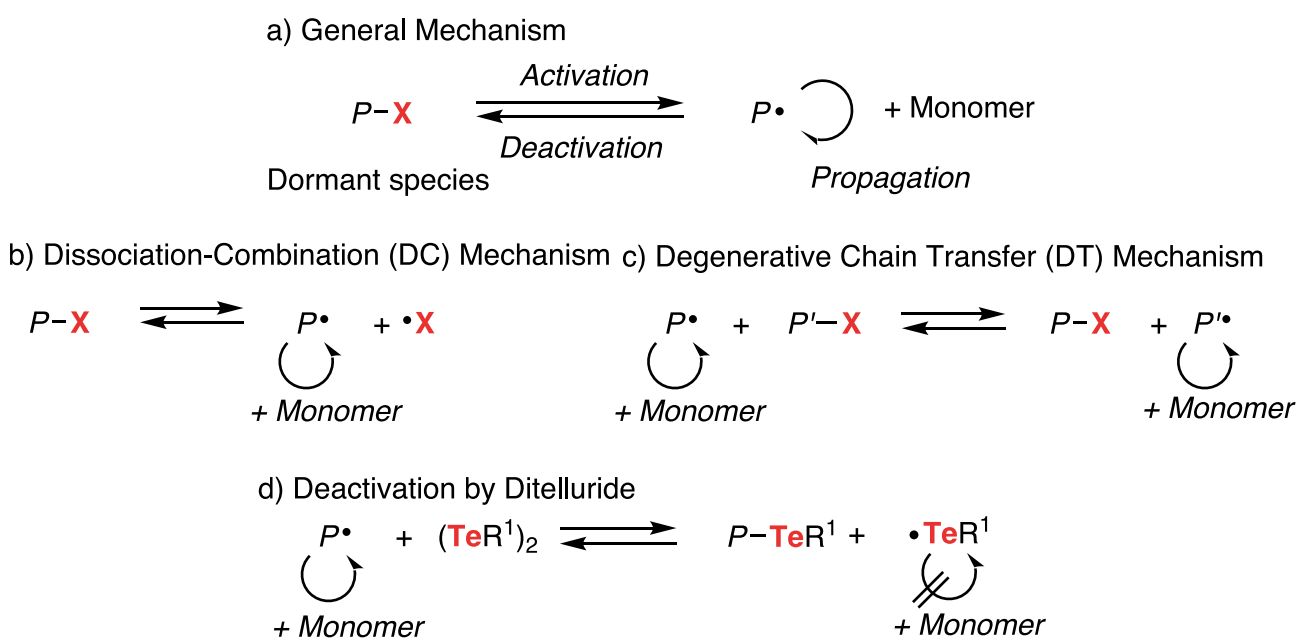 a) General Mechanism
Activation
P–X P• + Monomer
Deactivation
Dormant species Propagation
b) Dissociation-Combination (DC) Mechanism c) Degenerative Chain Transfer (DT) Mechanism
P–X P• + •X P• + P'–X P–X + P'•
+ Monomer + Monomer + Monomer
d) Deactivation by Ditelluride
P• + (TeR¹)₂ P–TeR¹ + •TeR¹
+ Monomer + Monomer